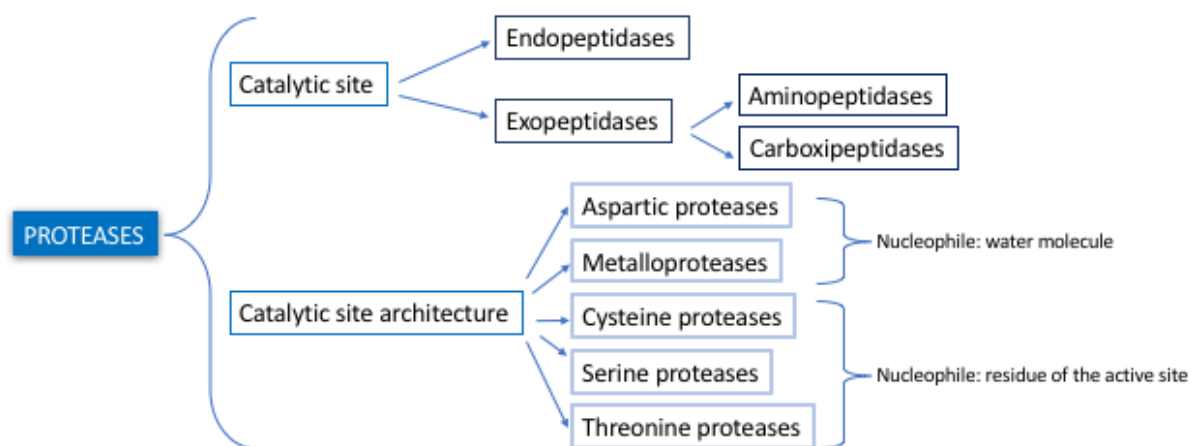 PROTEASES
Catalytic site
Endopeptidases
Exopeptidases
Aminopeptidases
Carboxipeptidases
Catalytic site architecture
Aspartic proteases
Metalloproteases
Cysteine proteases
Serine proteases
Threonine proteases
Nucleophile: water molecule
Nucleophile: residue of the active site